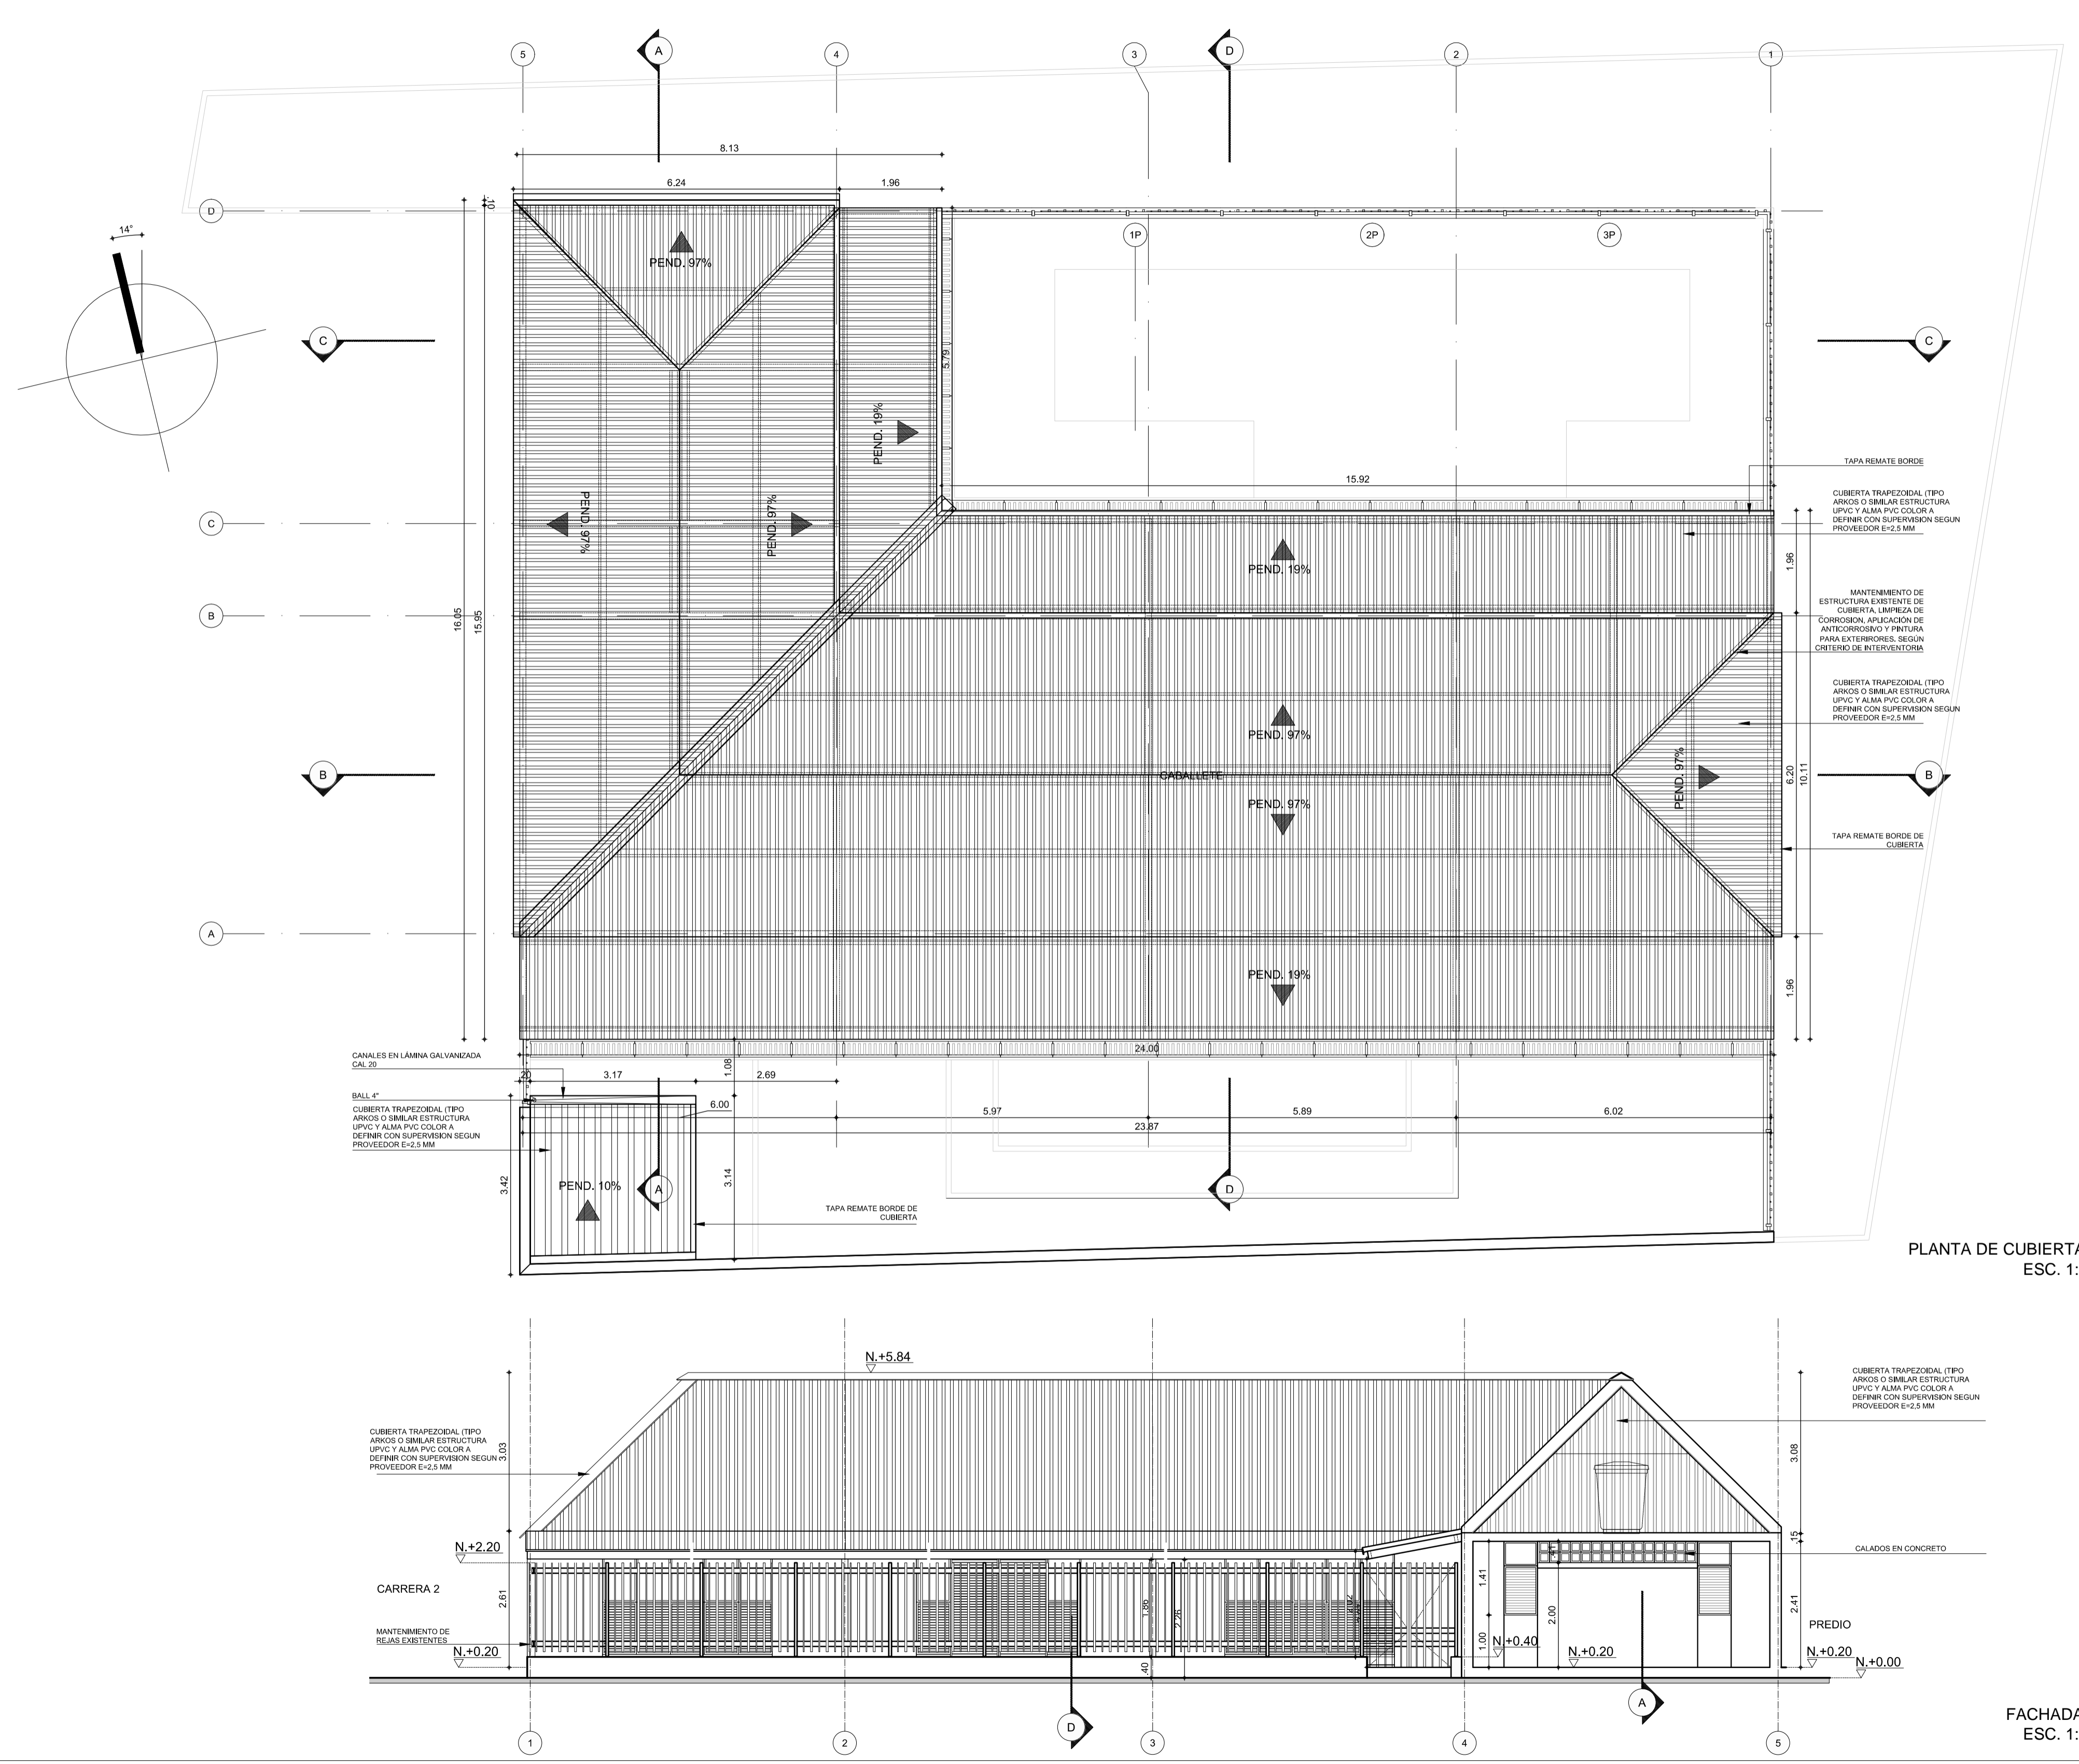 5
A
4
3
D
2
1
8.13
6.24
1.96
.10
D
14°
1P
2P
3P
PEND. 97%
C
C
5.79
PEND. 19%
TAPA REMATE BORDE
15.92
CUBIERTA TRAPEZOIDAL (TIPO
ARKOS O SIMILAR ESTRUCTURA
UPVC Y ALMA PVC COLOR A
DEFINIR CON SUPERVISION SEGUN
PROVEEDOR E=2,5 MM
C
PEND. 97%
PEND. 97%
PEND. 19%
1.96
MANTENIMIENTO DE
ESTRUCTURA EXISTENTE DE
CUBIERTA, LIMPIEZA DE
CORROSION, APLICACIÓN DE
ANTICORROSIVO Y PINTURA
PARA EXTERIRORES, SEGÚN
CRITERIO DE INTERVENTORIA
B
16.05
15.95
CUBIERTA TRAPEZOIDAL (TIPO
ARKOS O SIMILAR ESTRUCTURA
UPVC Y ALMA PVC COLOR A
DEFINIR CON SUPERVISION SEGUN
PROVEEDOR E=2,5 MM
PEND. 97%
B
CABALLETE
PEND. 97%
6.20
10.11
B
PEND. 97%
TAPA REMATE BORDE DE
CUBIERTA
A
PEND. 19%
1.96
CANALES EN LÁMINA GALVANIZADA
CAL 20
24.00
.20
3.17
2.69
1.08
BALL 4"
CUBIERTA TRAPEZOIDAL (TIPO
ARKOS O SIMILAR ESTRUCTURA
UPVC Y ALMA PVC COLOR A
DEFINIR CON SUPERVISION SEGUN
PROVEEDOR E=2,5 MM
6.00
5.97
5.89
6.02
23.87
3.42
PEND. 10%
A
3.14
D
TAPA REMATE BORDE DE
CUBIERTA
PLANTA DE CUBIERTA
ESC. 1:
N.+5.84
CUBIERTA TRAPEZOIDAL (TIPO
ARKOS O SIMILAR ESTRUCTURA
UPVC Y ALMA PVC COLOR A
DEFINIR CON SUPERVISION SEGUN
PROVEEDOR E=2,5 MM
CUBIERTA TRAPEZOIDAL (TIPO
ARKOS O SIMILAR ESTRUCTURA
UPVC Y ALMA PVC COLOR A
DEFINIR CON SUPERVISION SEGUN
PROVEEDOR E=2,5 MM
3.03
3.08
.15
N.+2.20
CALADOS EN CONCRETO
.41
CARRERA 2
2.61
1.86
2.26
1.41
2.00
2.41
PREDIO
MANTENIMIENTO DE
REJAS EXISTENTES
1.00
N.+0.40
N.+0.20
N.+0.20
N.+0.20
N.+0.00
.40
D
A
FACHADA
ESC. 1:
1
2
3
4
5